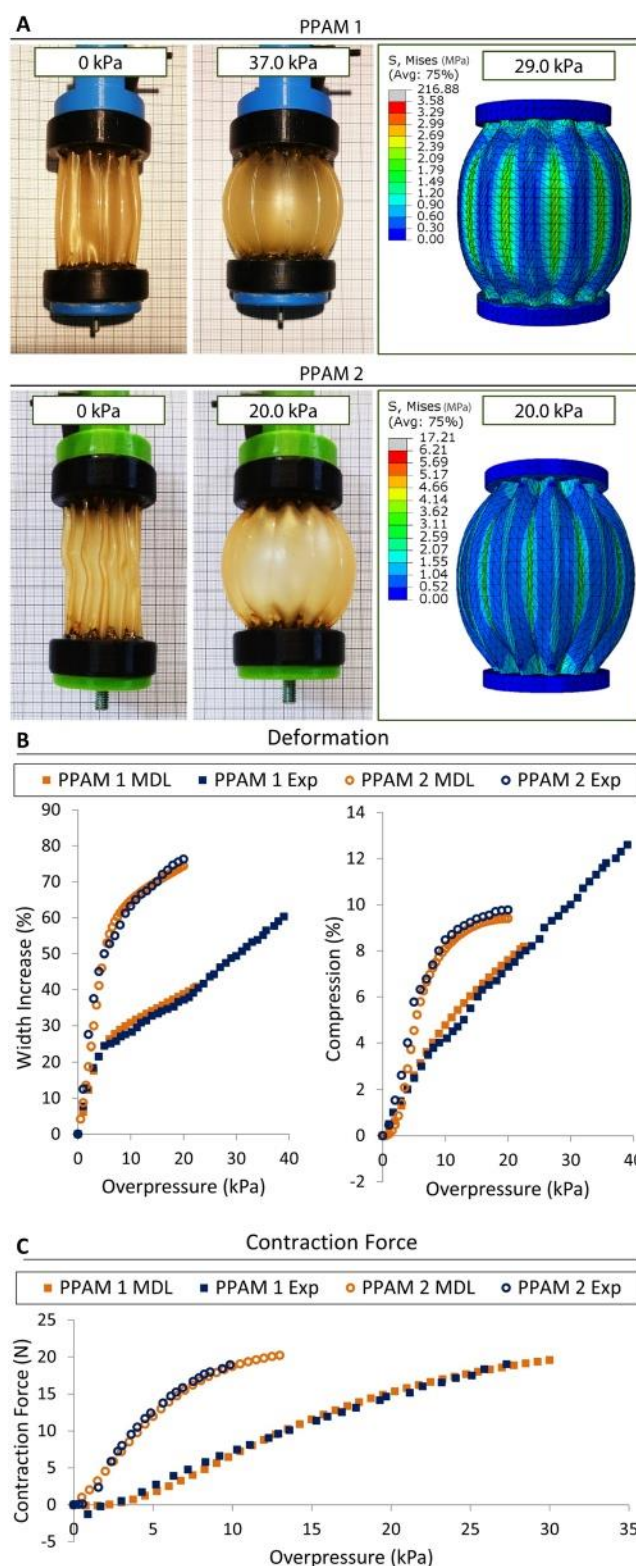 A
PPAM 1
0 kPa
37.0 kPa
S, Mises (MPa)
(Avg: 75%)
216.88
3.58
3.29
2.99
2.69
2.39
2.09
1.79
1.49
1.20
0.90
0.60
0.30
0.00
29.0 kPa
PPAM 2
0 kPa
20.0 kPa
S, Mises (MPa)
(Avg: 75%)
17.21
6.21
5.69
5.17
4.66
4.14
3.62
3.11
2.59
2.07
1.55
1.04
0.52
0.00
20.0 kPa
B
Deformation
PPAM 1 MDL PPAM 1 Exp PPAM 2 MDL PPAM 2 Exp
Width Increase (%)
90
80
70
60
50
40
30
20
10
0
0 10 20 30 40
Overpressure (kPa)
Compression (%)
14
12
10
8
6
4
2
0
-2
0 10 20 30 40
Overpressure (kPa)
C
Contraction Force
PPAM 1 MDL PPAM 1 Exp PPAM 2 MDL PPAM 2 Exp
Contraction Force (N)
25
20
15
10
5
0
-5
0 5 10 15 20 25 30 35
Overpressure (kPa)